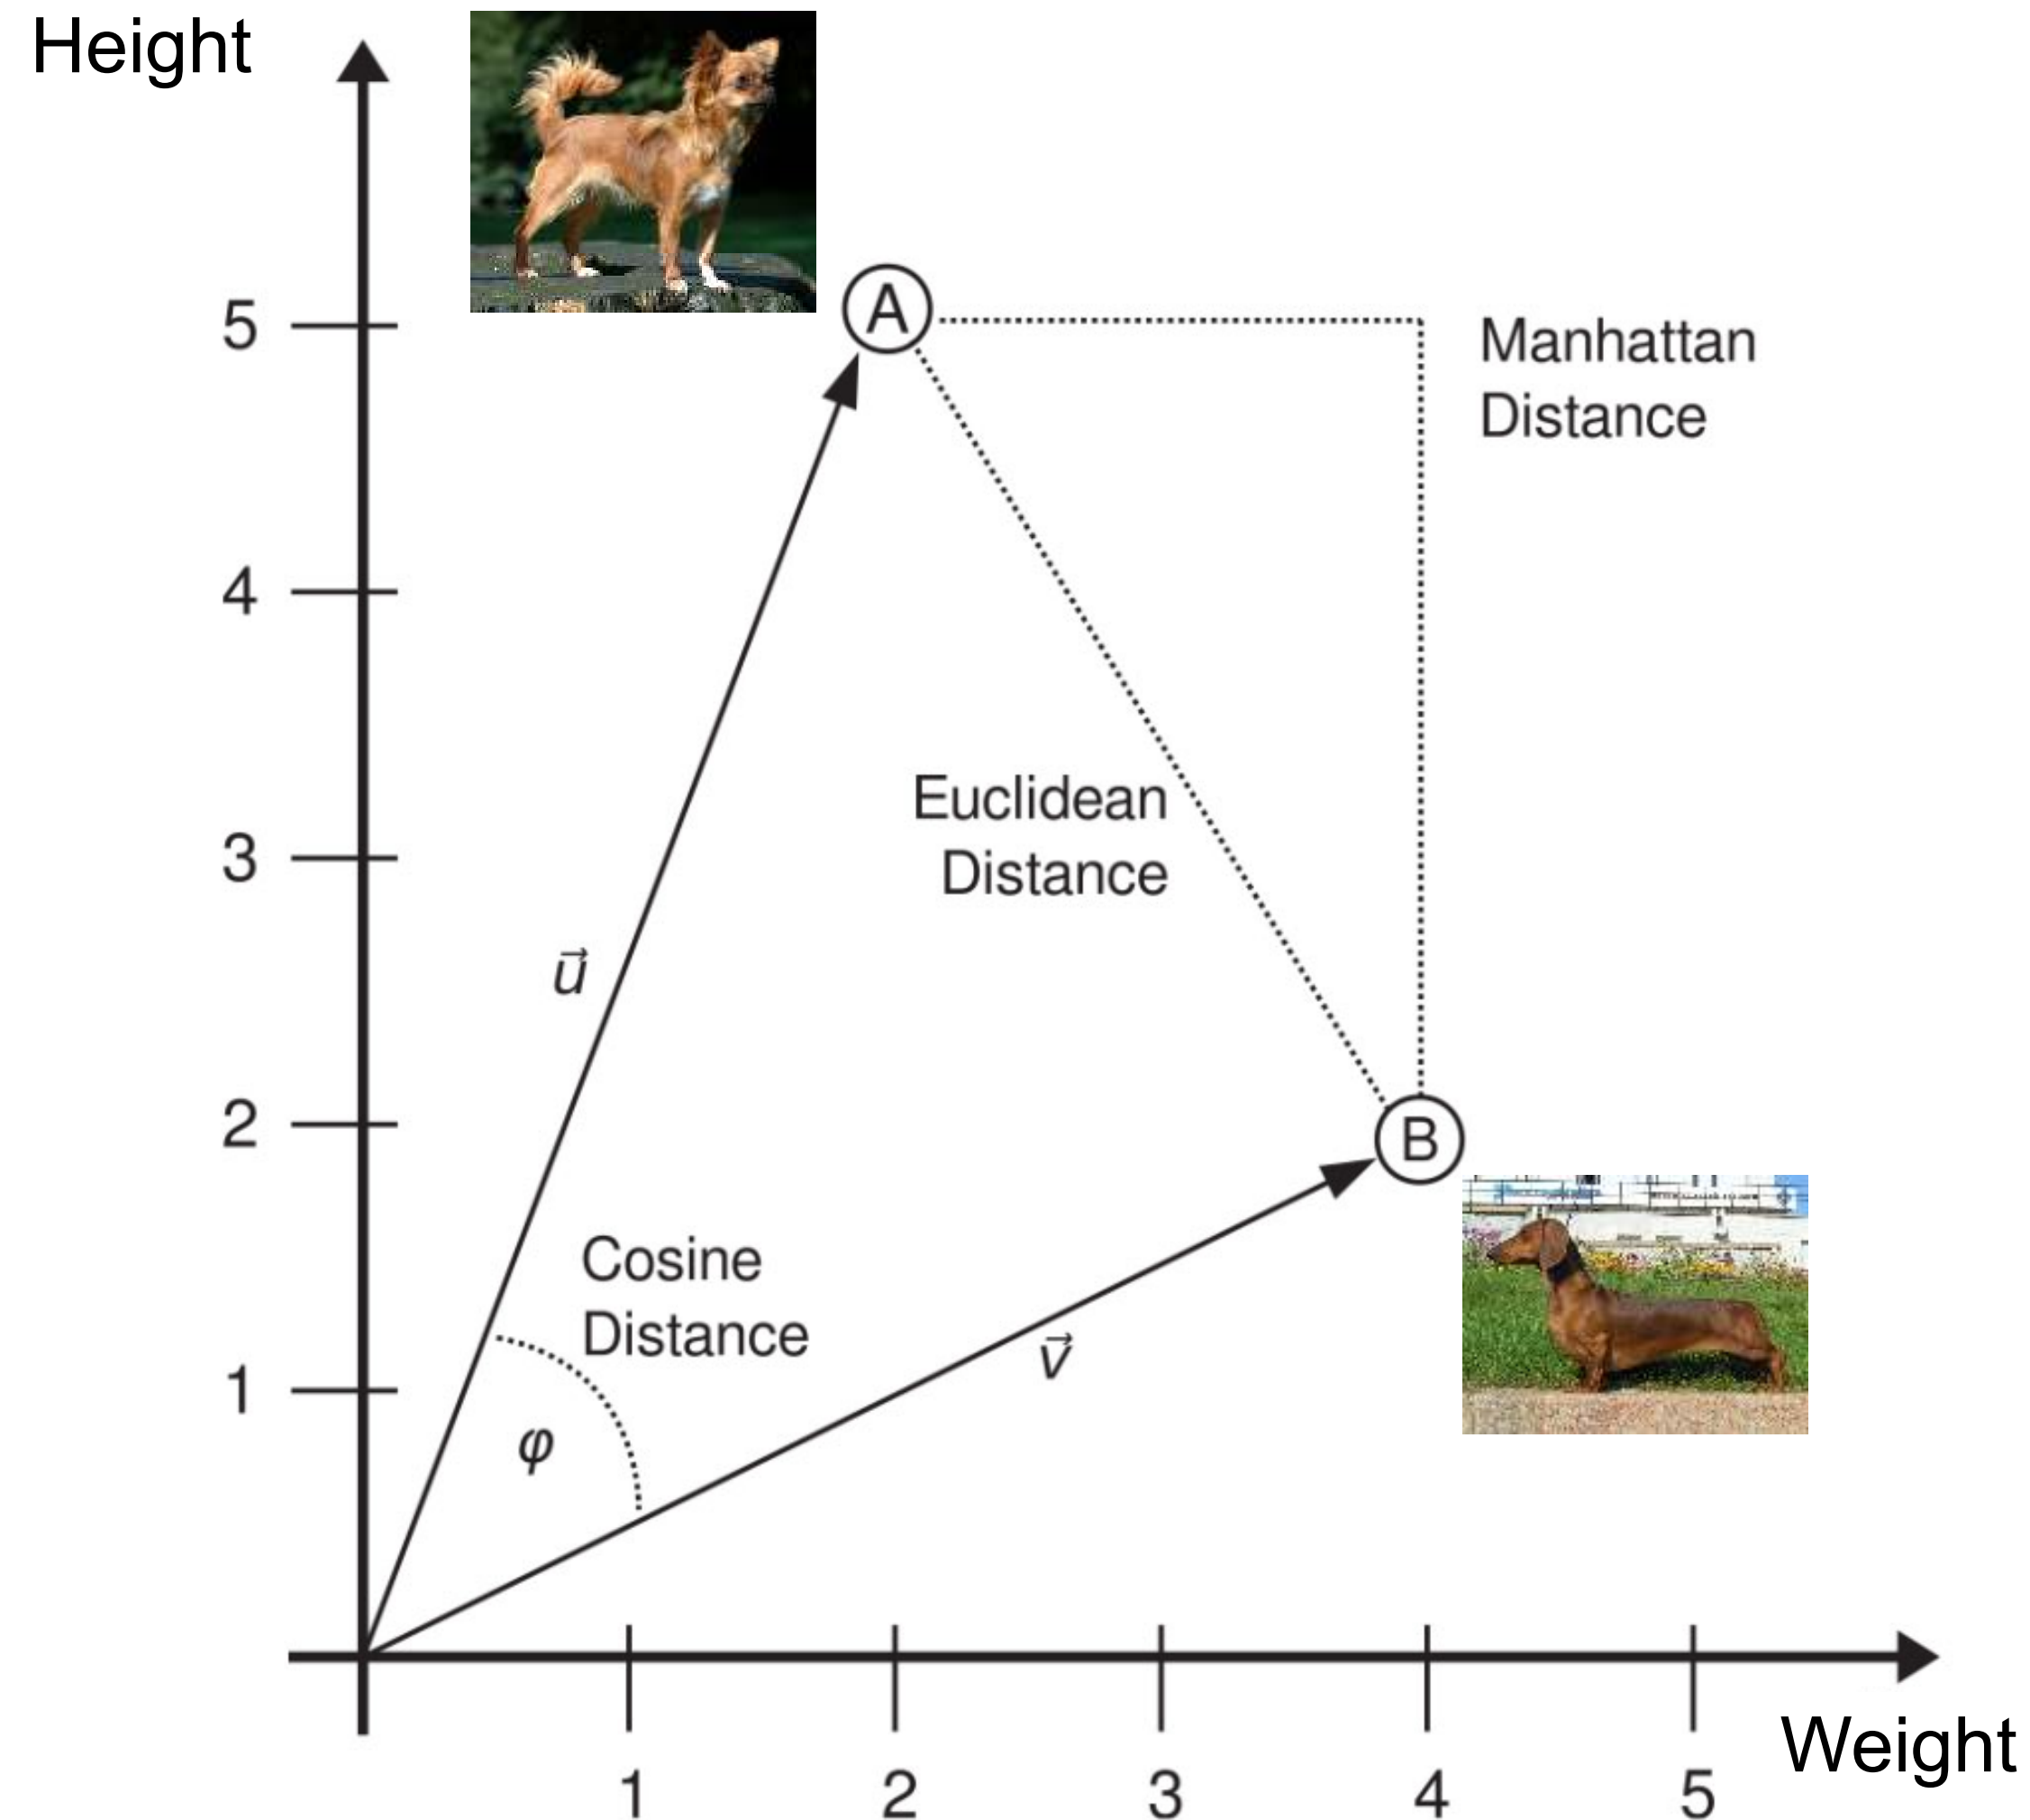 Height
5
A
Manhattan
Distance
4
Euclidean
Distance
3
u⃗
2
B
Cosine
Distance
v⃗
1
φ
Weight
1 2 3 4 5